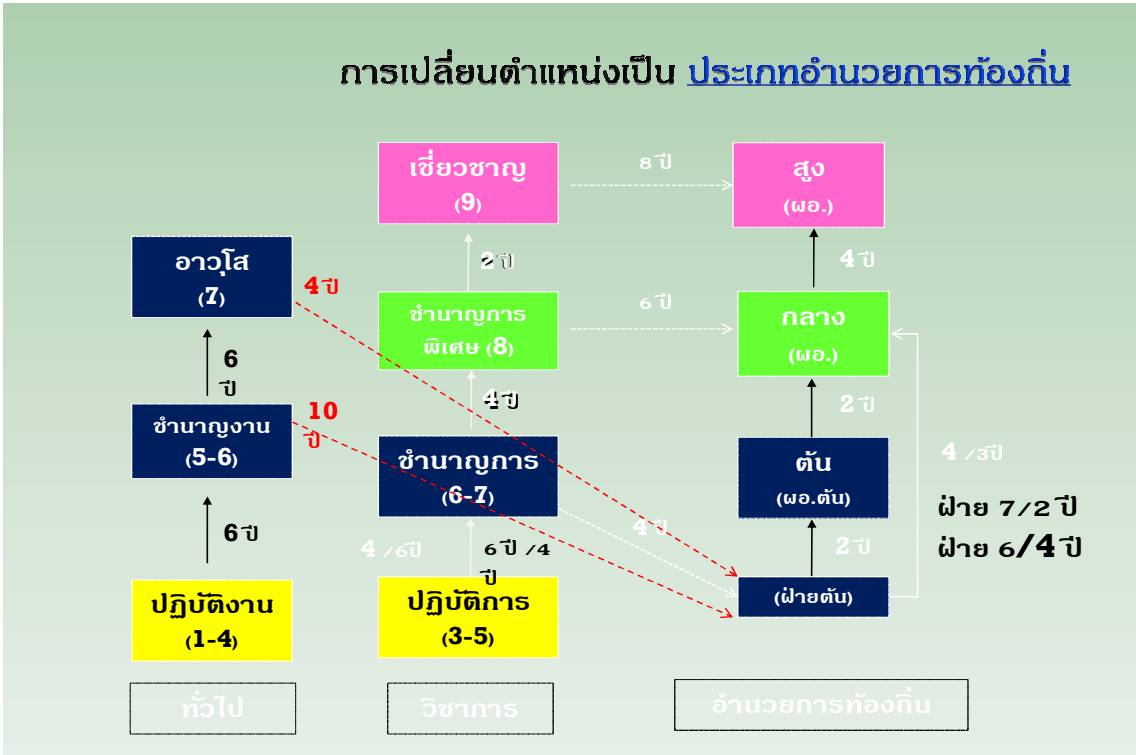 การเปลี่ยนตำแหน่งเป็น ประเภทอำนวยการท้องถิ่น
เชี่ยวชาญ
(9)
8 ปี
สูง
(ผอ.)
อาวุโส
(7)
4 ปี
2 ปี
4 ปี
ชำนาญการ
พิเศษ (8)
6 ปี
กลาง
(ผอ.)
6
ปี
ชำนาญงาน
(5-6)
10
ปี
4 ปี
2 ปี
ชำนาญการ
(6-7)
ต้น
(ผอ.ต้น)
4 /3ปี
ฝ่าย 7/2 ปี
ฝ่าย 6/4 ปี
6 ปี
4 /6ปี
6 ปี /4
ปี
4 ปี
2 ปี
ปฏิบัติงาน
(1-4)
ปฏิบัติการ
(3-5)
(ฝ่ายต้น)
ทั่วไป
วิชาการ
อำนวยการท้องถิ่น